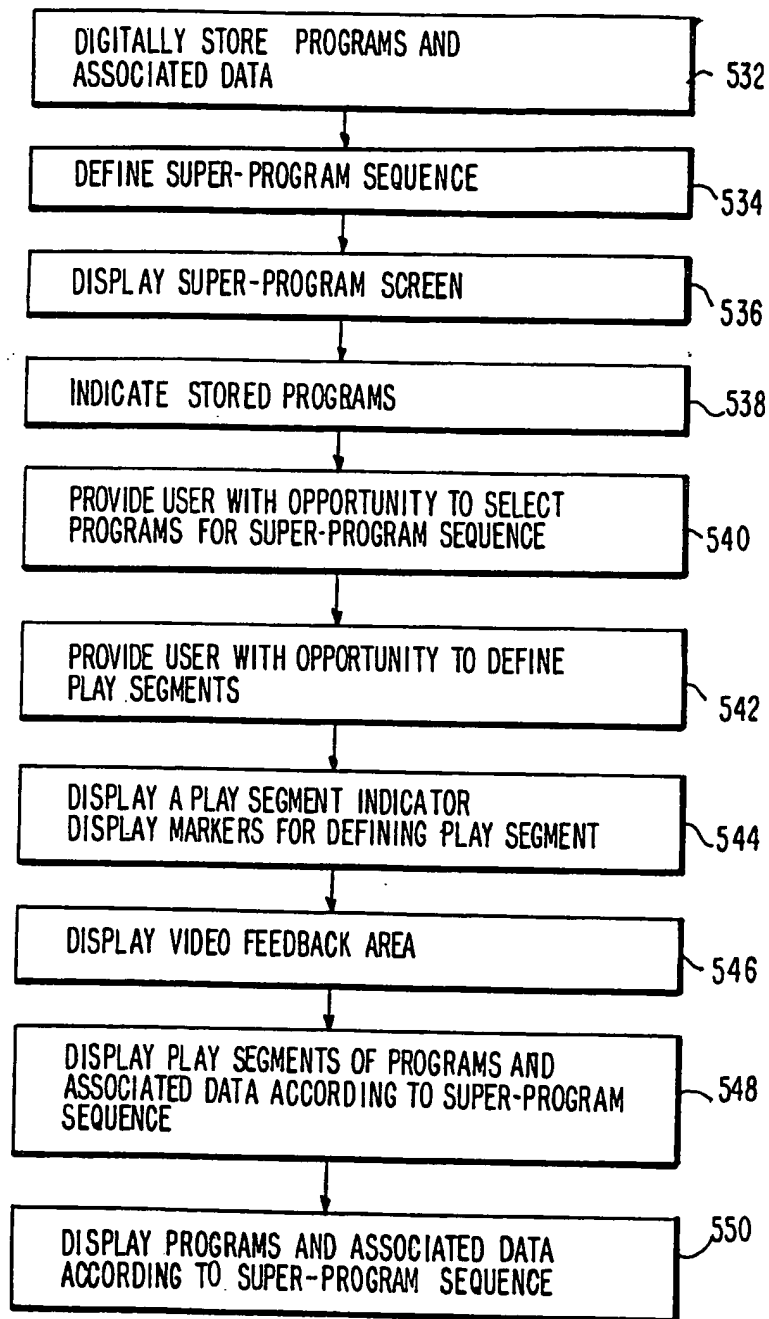 DIGITALLY STORE PROGRAMS AND
ASSOCIATED DATA
532
DEFINE SUPER-PROGRAM SEQUENCE
534
DISPLAY SUPER-PROGRAM SCREEN
536
INDICATE STORED PROGRAMS
538
PROVIDE USER WITH OPPORTUNITY TO SELECT
PROGRAMS FOR SUPER-PROGRAM SEQUENCE
540
PROVIDE USER WITH OPPORTUNITY TO DEFINE
PLAY SEGMENTS
542
DISPLAY A PLAY SEGMENT INDICATOR
DISPLAY MARKERS FOR DEFINING PLAY SEGMENT
544
DISPLAY VIDEO FEEDBACK AREA
546
DISPLAY PLAY SEGMENTS OF PROGRAMS AND
ASSOCIATED DATA ACCORDING TO SUPER-PROGRAM
SEQUENCE
548
DISPLAY PROGRAMS AND ASSOCIATED DATA
ACCORDING TO SUPER-PROGRAM SEQUENCE
550